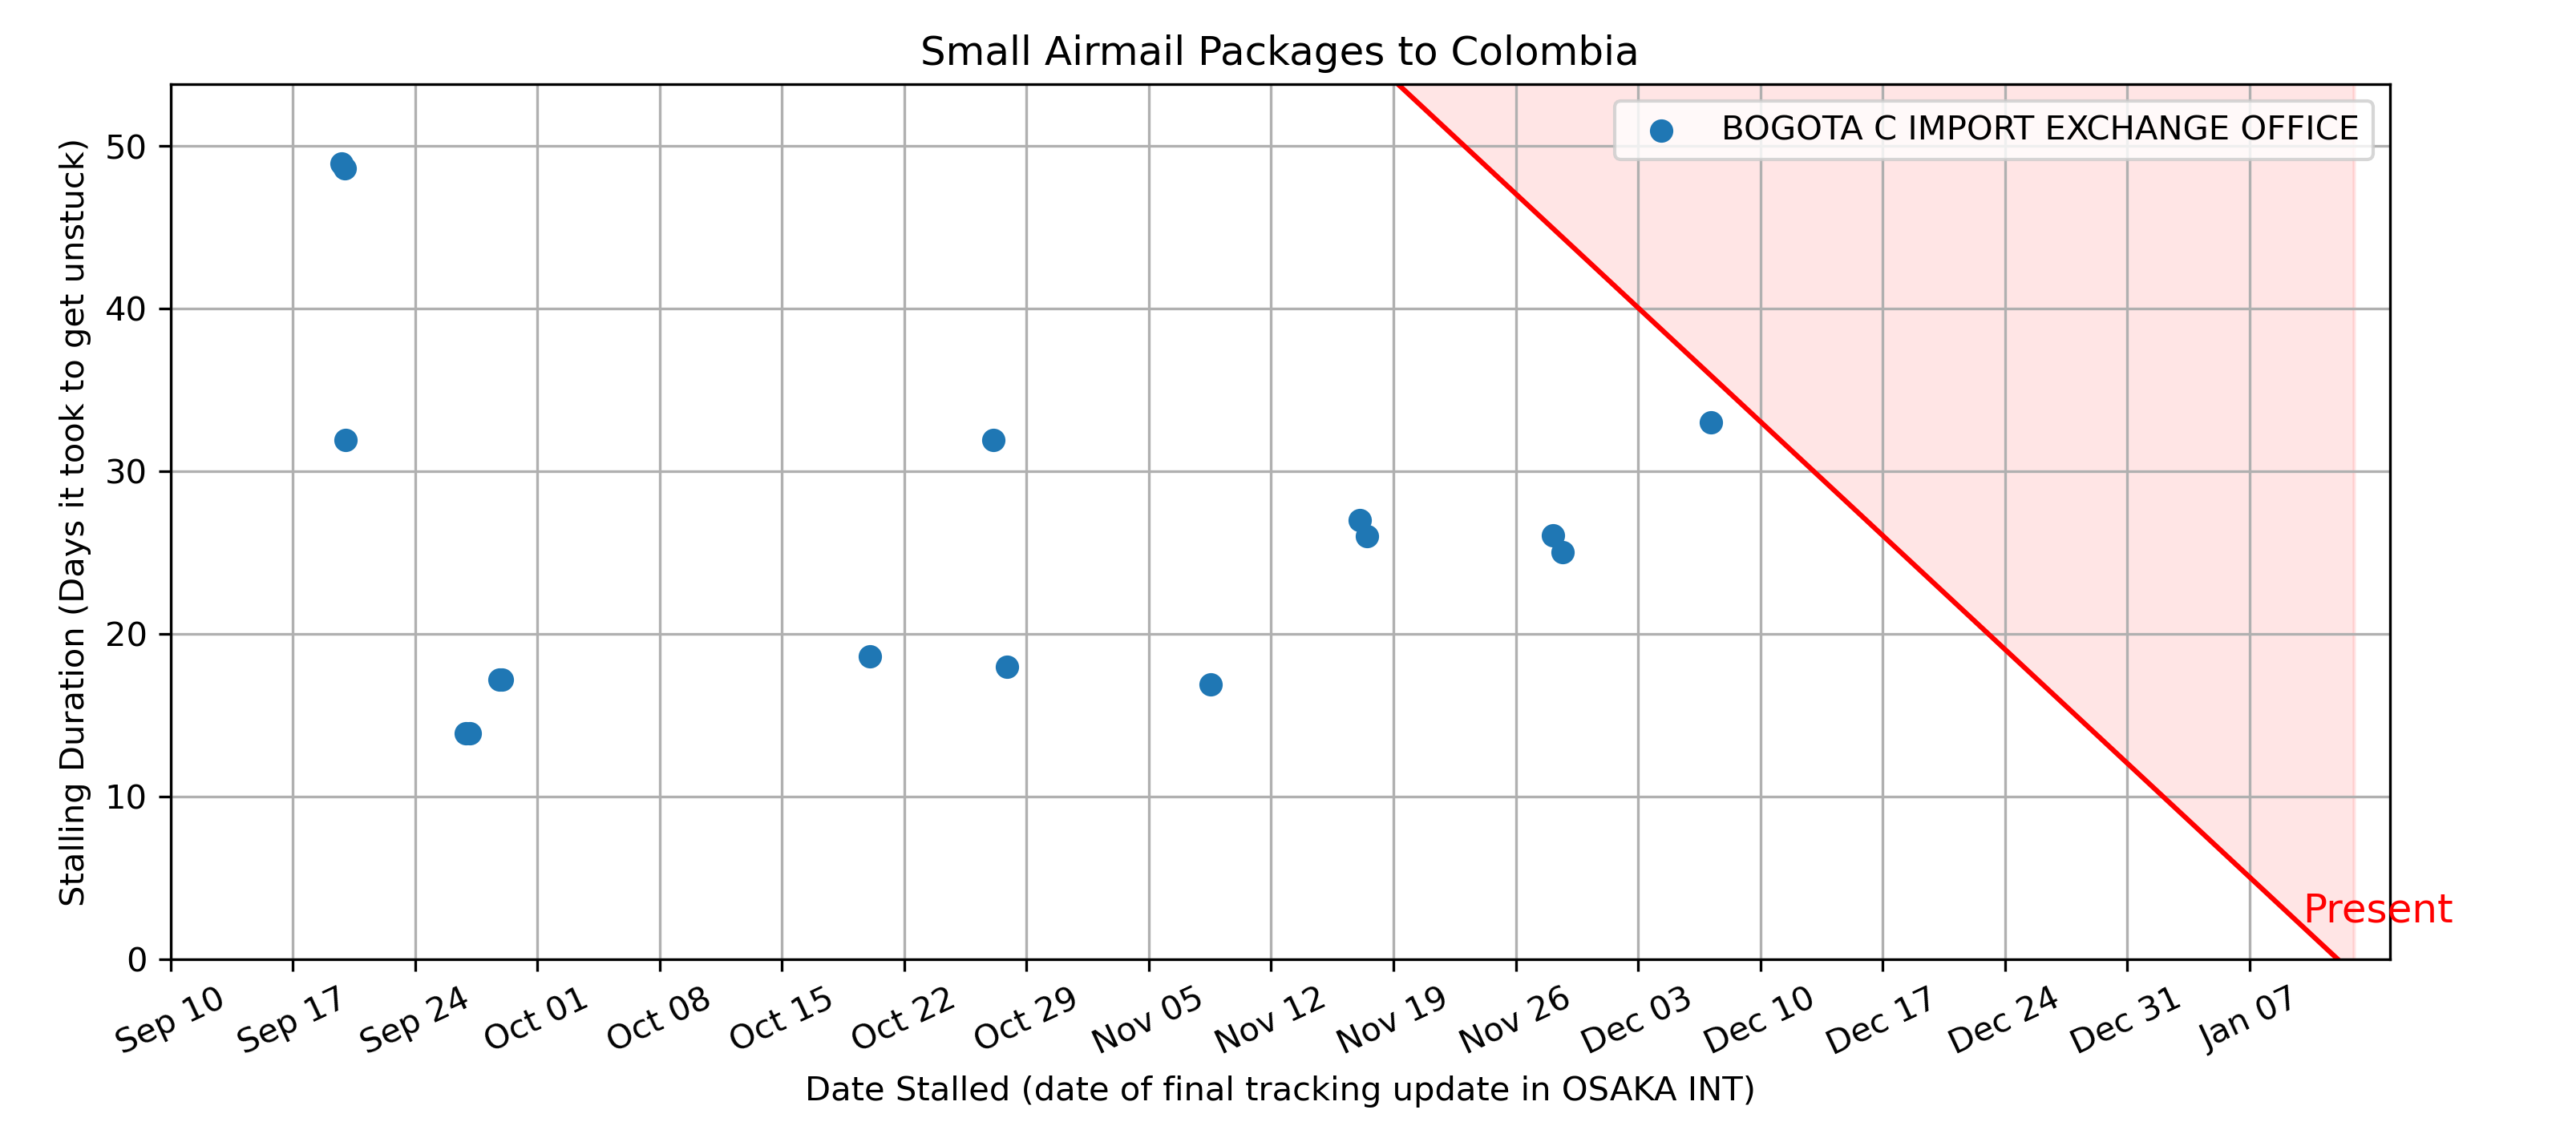 Small Airmail Packages to Colombia
BOGOTA C IMPORT EXCHANGE OFFICE
Stalling Duration (Days it took to get unstuck)
50
40
30
20
10
0
Present
Sep 10
Sep 17
Sep 24
Oct 01
Oct 08
Oct 15
Oct 22
Oct 29
Nov 05
Nov 12
Nov 19
Nov 26
Dec 03
Dec 10
Dec 17
Dec 24
Dec 31
Jan 07
Date Stalled (date of final tracking update in OSAKA INT)